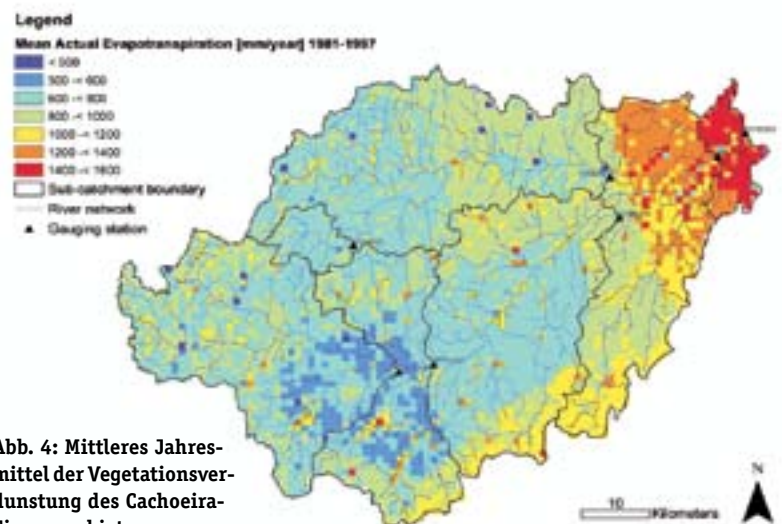 Legend
Mean Actual Evapotranspiration [mm/year] 1981-1997
< 500
500 -< 600
600 -< 800
800 -< 1000
1000 -< 1200
1200 -< 1400
1400 -< 1600
Sub-catchment boundary
River network
Gauging station
Abb. 4: Mittleres Jahres-
mittel der Vegetationsver-
dunstung des Cachoeira-
N
10
Kilometers